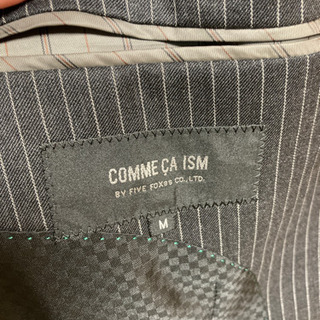 COMME ÇA ISM
BY FIVE FOXes CO., LTD.
M